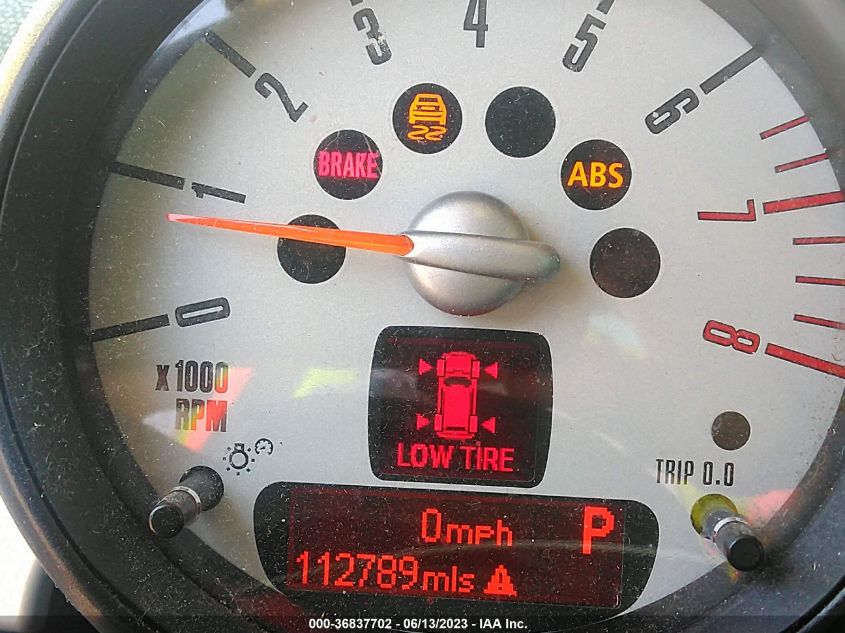 0
1
2
3
4
5
6
7
8
BRAKE
ABS
x 1000
RPM
LOW TIRE
TRIP 0.0
0mph P
112789mls
000-36837702 - 06/13/2023 - IAA Inc.